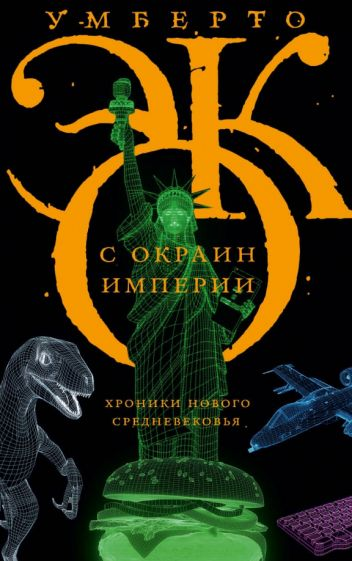 УМБЕРТО
ЭКО
С ОКРАИН
ИМПЕРИИ
ХРОНИКИ НОВОГО
СРЕДНЕВЕКОВЬЯ